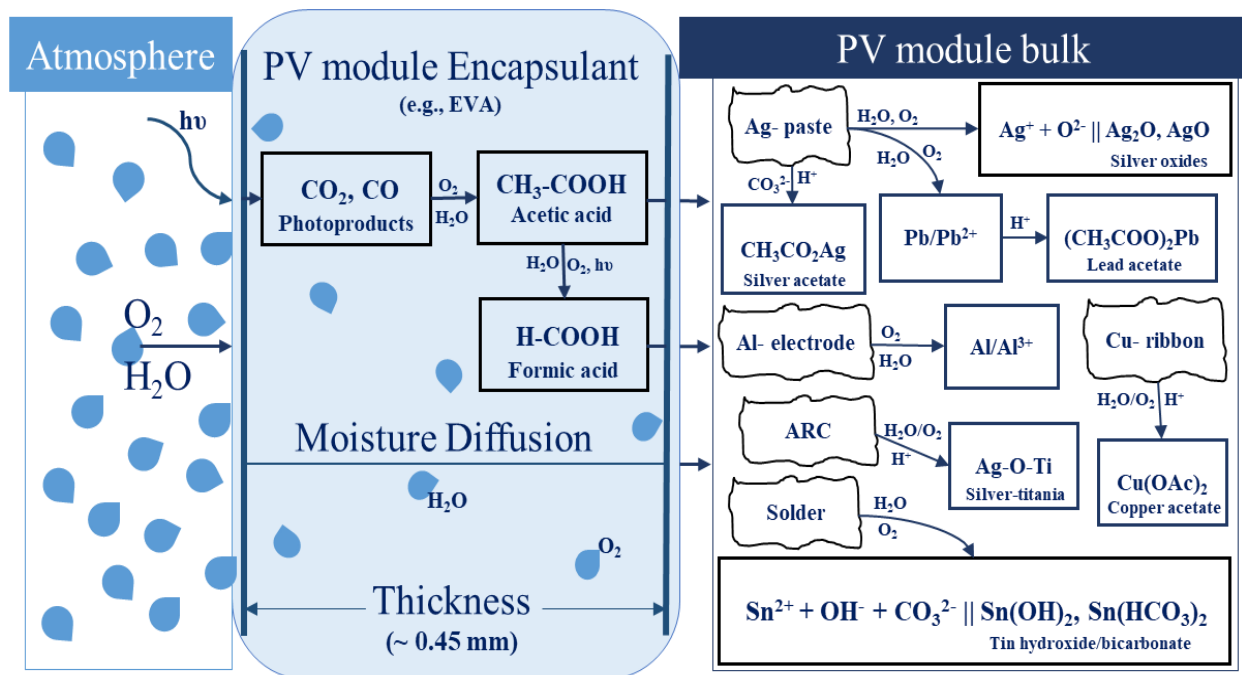 Atmosphere
hυ
O₂
H₂O
PV module Encapsulant
(e.g., EVA)
CO₂, CO
Photoproducts
O₂
H₂O
CH₃-COOH
Acetic acid
H₂O
O₂, hυ
H-COOH
Formic acid
Moisture Diffusion
H₂O
O₂
Thickness
(~ 0.45 mm)
PV module bulk
Ag- paste
H₂O, O₂
Ag⁺ + O²⁻ || Ag₂O, AgO
Silver oxides
H₂O
O₂
CO₃²⁻
H⁺
CH₃CO₂Ag
Silver acetate
Pb/Pb²⁺
H⁺
(CH₃COO)₂Pb
Lead acetate
Al- electrode
O₂
H₂O
Al/Al³⁺
Cu- ribbon
H₂O/O₂
H⁺
Cu(OAc)₂
Copper acetate
ARC
H₂O/O₂
H⁺
Ag-O-Ti
Silver-titania
Solder
H₂O
O₂
Sn²⁺ + OH⁻ + CO₃²⁻ || Sn(OH)₂, Sn(HCO₃)₂
Tin hydroxide/bicarbonate